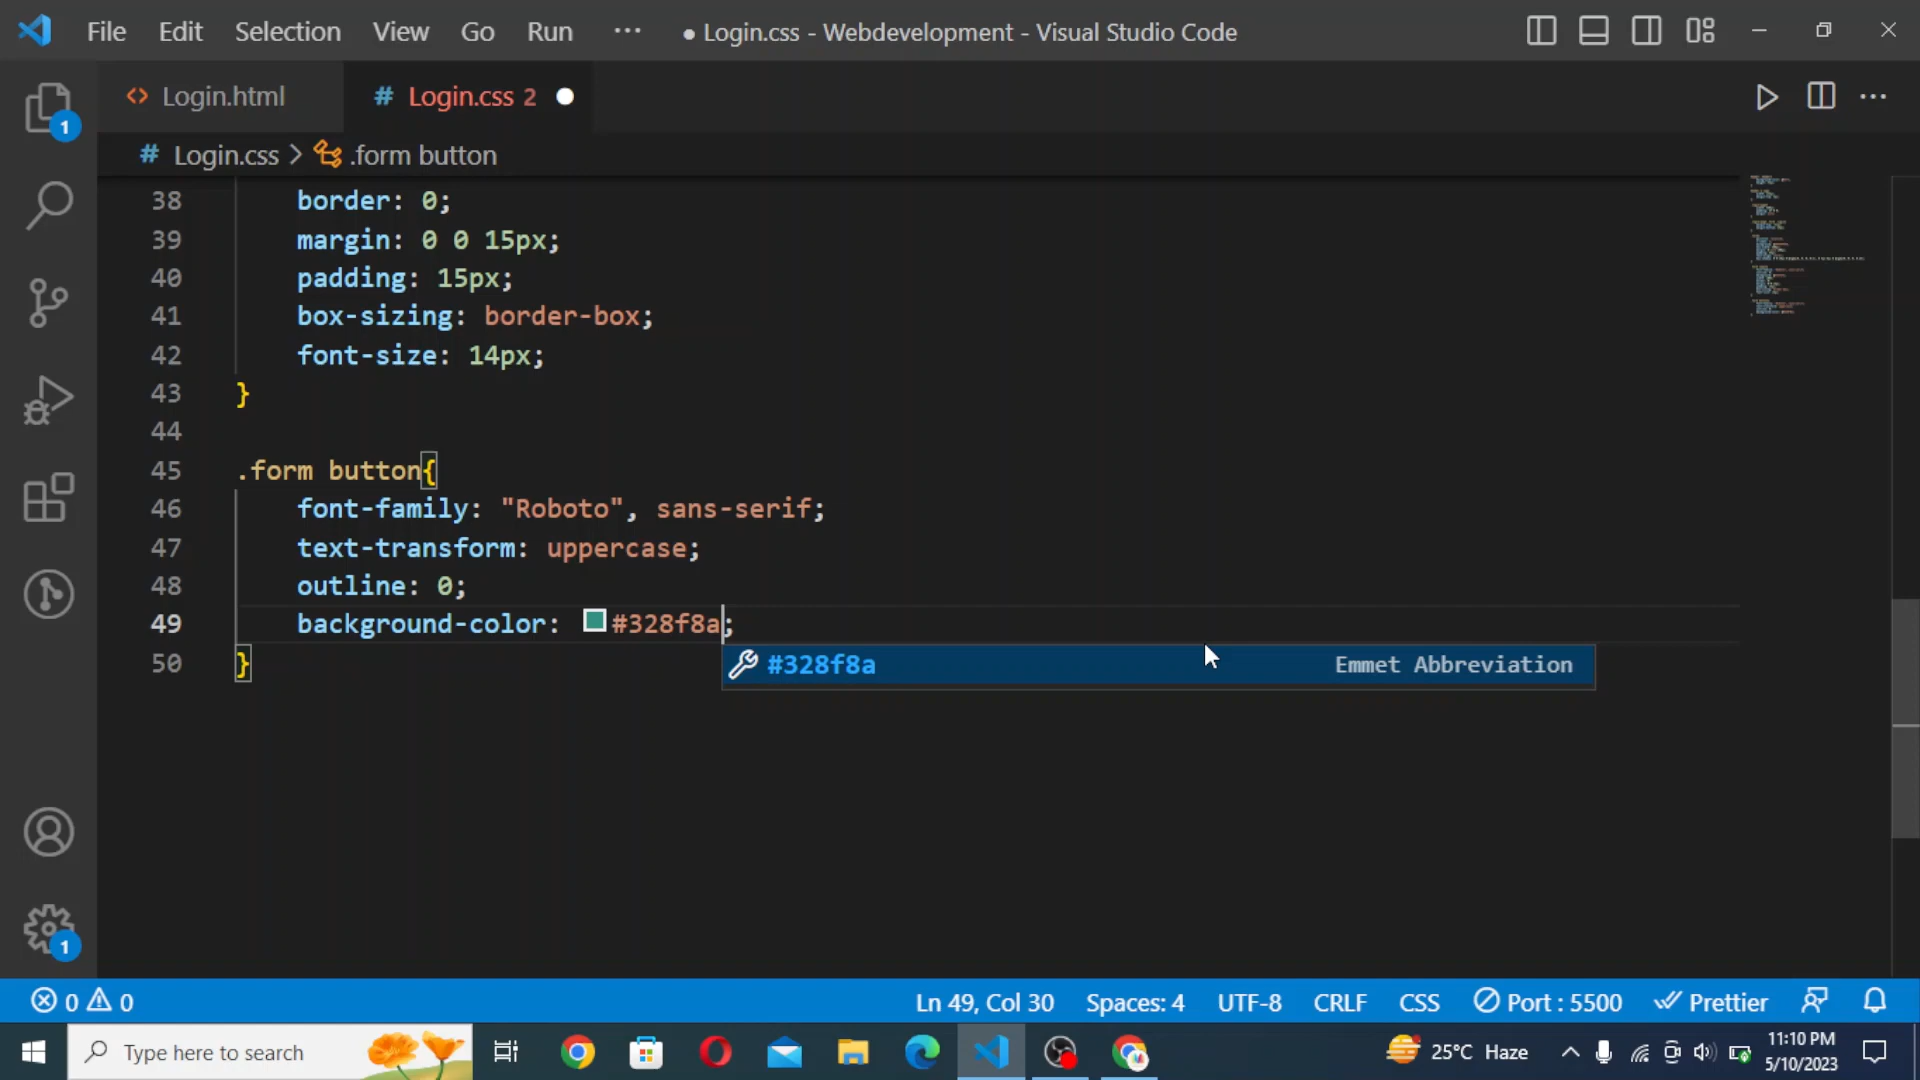 File Edit Selection View Go Run ··· ● Login.css - Webdevelopment - Visual Studio Code
Login.html # Login.css 2
# Login.css > .form button
38 border: 0;
39 margin: 0 0 15px;
40 padding: 15px;
41 box-sizing: border-box;
42 font-size: 14px;
43 }
44
45 .form button{
46 font-family: "Roboto", sans-serif;
47 text-transform: uppercase;
48 outline: 0;
49 background-color: #328f8a;
50 }
#328f8a Emmet Abbreviation
1
1
0 0 Ln 49, Col 30 Spaces: 4 UTF-8 CRLF CSS Port : 5500 Prettier
Type here to search 25°C Haze 11:10 PM
5/10/2023